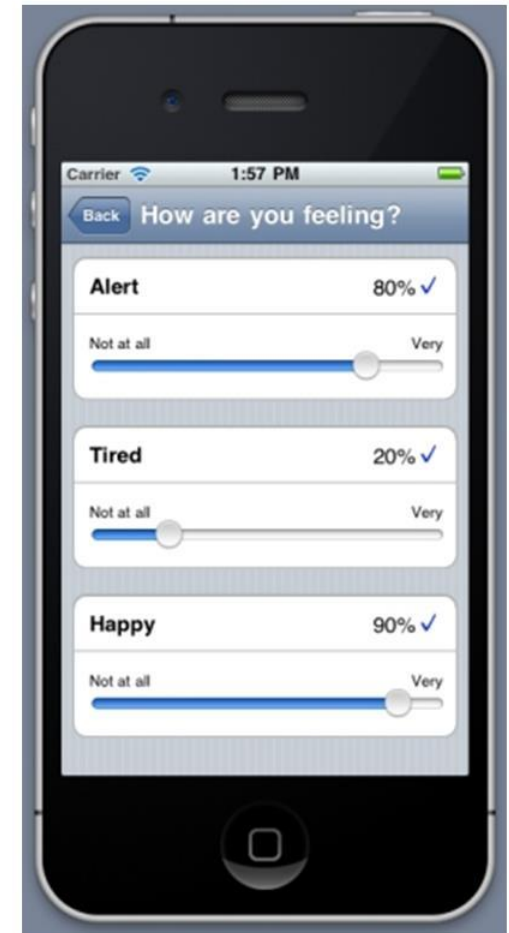 Carrier 1:57 PM
Back How are you feeling?
Alert 80% ✓
Not at all Very
Tired 20% ✓
Not at all Very
Happy 90% ✓
Not at all Very